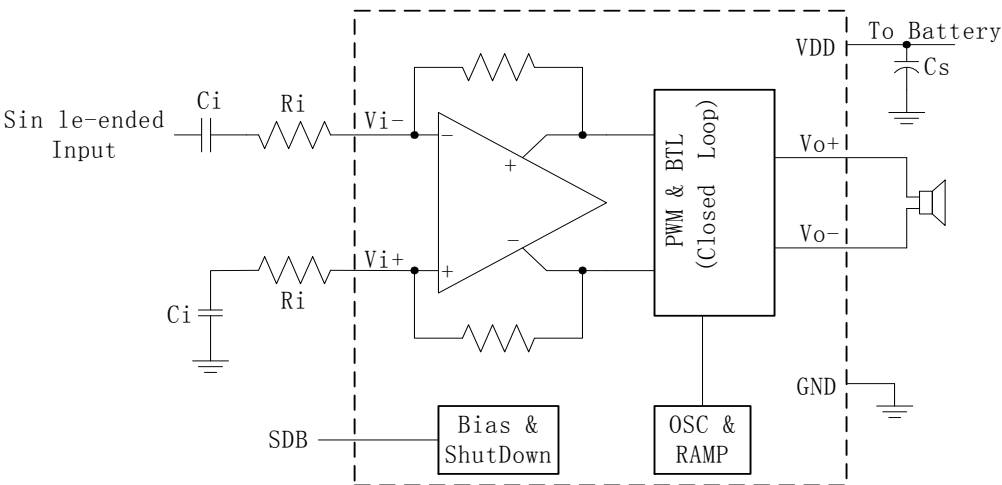 To Battery
VDD
Cs
Ci
Ri
Vi-
Sin le-ended
Input
-
+
PWM & BTL
(Closed Loop)
Vo+
-
Vo-
Vi+
+
Ci
Ri
GND
SDB
Bias &
ShutDown
OSC &
RAMP